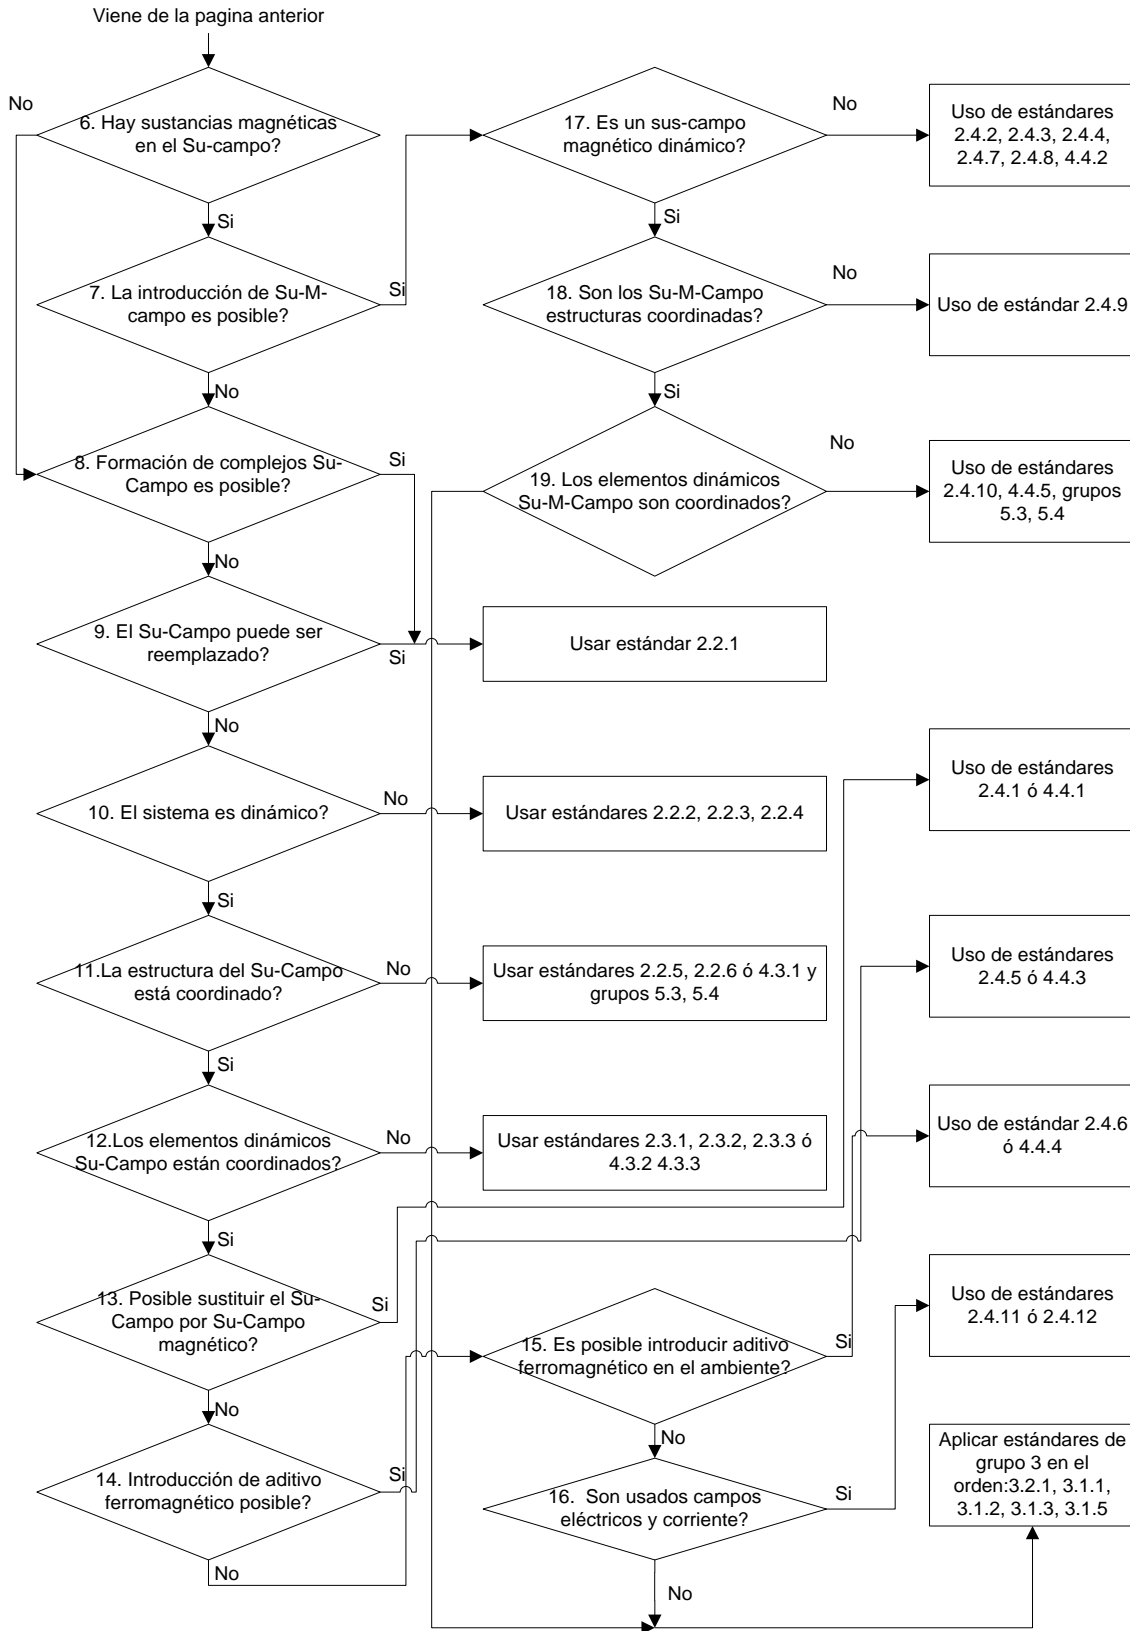 Viene de la pagina anterior
No
6. Hay sustancias magnéticas
en el Su-campo?
Si
7. La introducción de Su-M-
campo es posible?
Si
No
8. Formación de complejos Su-
Campo es posible?
Si
No
9. El Su-Campo puede ser
reemplazado?
Si
Usar estándar 2.2.1
No
10. El sistema es dinámico?
No
Usar estándares 2.2.2, 2.2.3, 2.2.4
Si
11.La estructura del Su-Campo
está coordinado?
No
Usar estándares 2.2.5, 2.2.6 ó 4.3.1 y
grupos 5.3, 5.4
Si
12.Los elementos dinámicos
Su-Campo están coordinados?
No
Usar estándares 2.3.1, 2.3.2, 2.3.3 ó
4.3.2 4.3.3
Si
13. Posible sustituir el Su-
Campo por Su-Campo
magnético?
Si
No
14. Introducción de aditivo
ferromagnético posible?
Si
No
15. Es posible introducir aditivo
ferromagnético en el ambiente?
Si
No
16.  Son usados campos
eléctricos y corriente?
Si
No
17. Es un sus-campo
magnético dinámico?
No
Uso de estándares
2.4.2, 2.4.3, 2.4.4,
2.4.7, 2.4.8, 4.4.2
Si
18. Son los Su-M-Campo
estructuras coordinadas?
No
Uso de estándar 2.4.9
Si
19. Los elementos dinámicos
Su-M-Campo son coordinados?
No
Uso de estándares
2.4.10, 4.4.5, grupos
5.3, 5.4
Uso de estándares
2.4.1 ó 4.4.1
Uso de estándares
2.4.5 ó 4.4.3
Uso de estándar 2.4.6
ó 4.4.4
Uso de estándares
2.4.11 ó 2.4.12
Aplicar estándares de
grupo 3 en el
orden:3.2.1, 3.1.1,
3.1.2, 3.1.3, 3.1.5